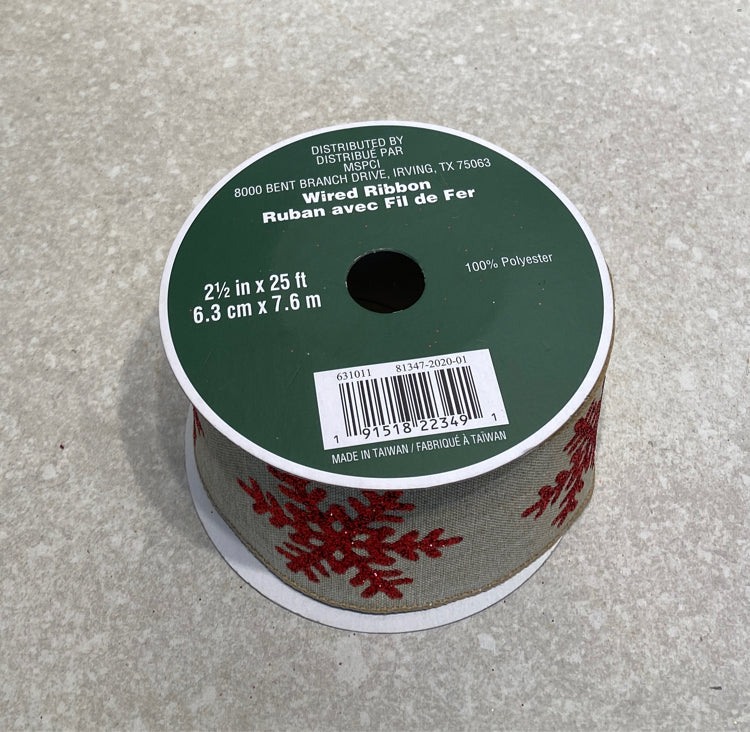 DISTRIBUTED BY
DISTRIBUÉ PAR
MSPCI
8000 BENT BRANCH DRIVE, IRVING, TX 75063
Wired Ribbon
Ruban avec Fil de Fer
100% Polyester
2½ in x 25 ft
6.3 cm x 7.6 m
631011 81347-2020-01
1 91518 22349 1
MADE IN TAIWAN / FABRIQUÉ À TAÏWAN